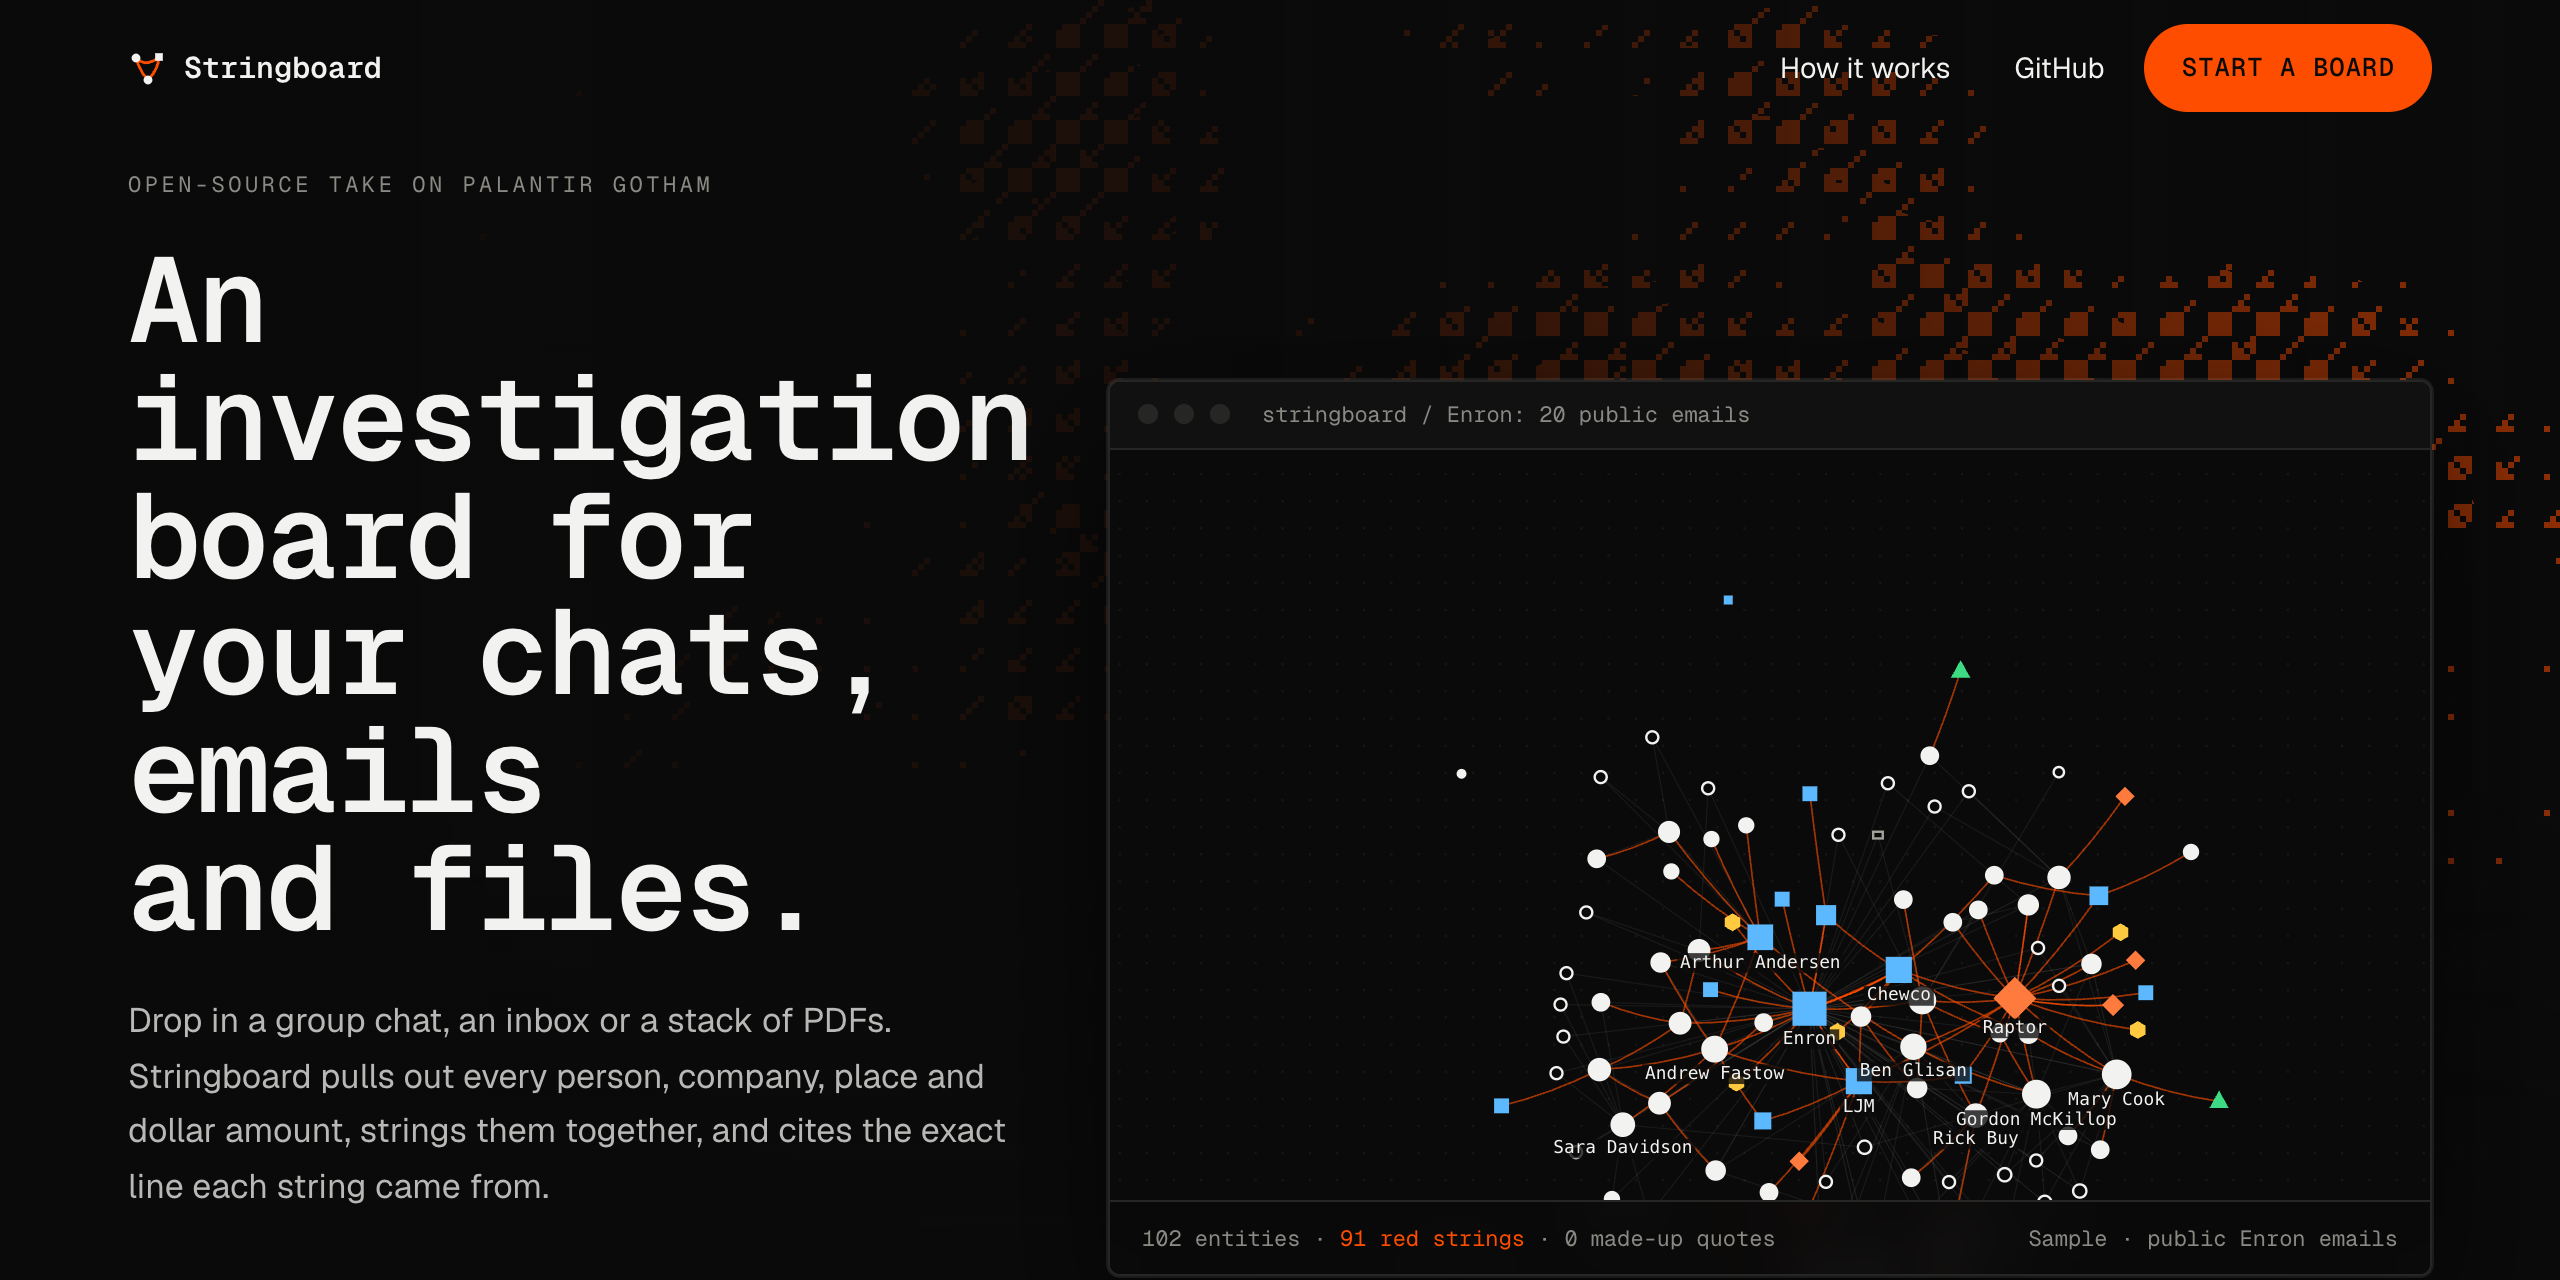 Stringboard
How it works
GitHub
START A BOARD
OPEN-SOURCE TAKE ON PALANTIR GOTHAM
An
investigation
board for
your chats,
emails
and files.
Drop in a group chat, an inbox or a stack of PDFs.
Stringboard pulls out every person, company, place and
dollar amount, strings them together, and cites the exact
line each string came from.
stringboard / Enron: 20 public emails
Arthur Andersen
Chewco
Raptor
Enron
Andrew Fastow
Ben Glisan
LJM
Mary Cook
Gordon McKillop
Rick Buy
Sara Davidson
102 entities · 91 red strings · 0 made-up quotes
Sample · public Enron emails